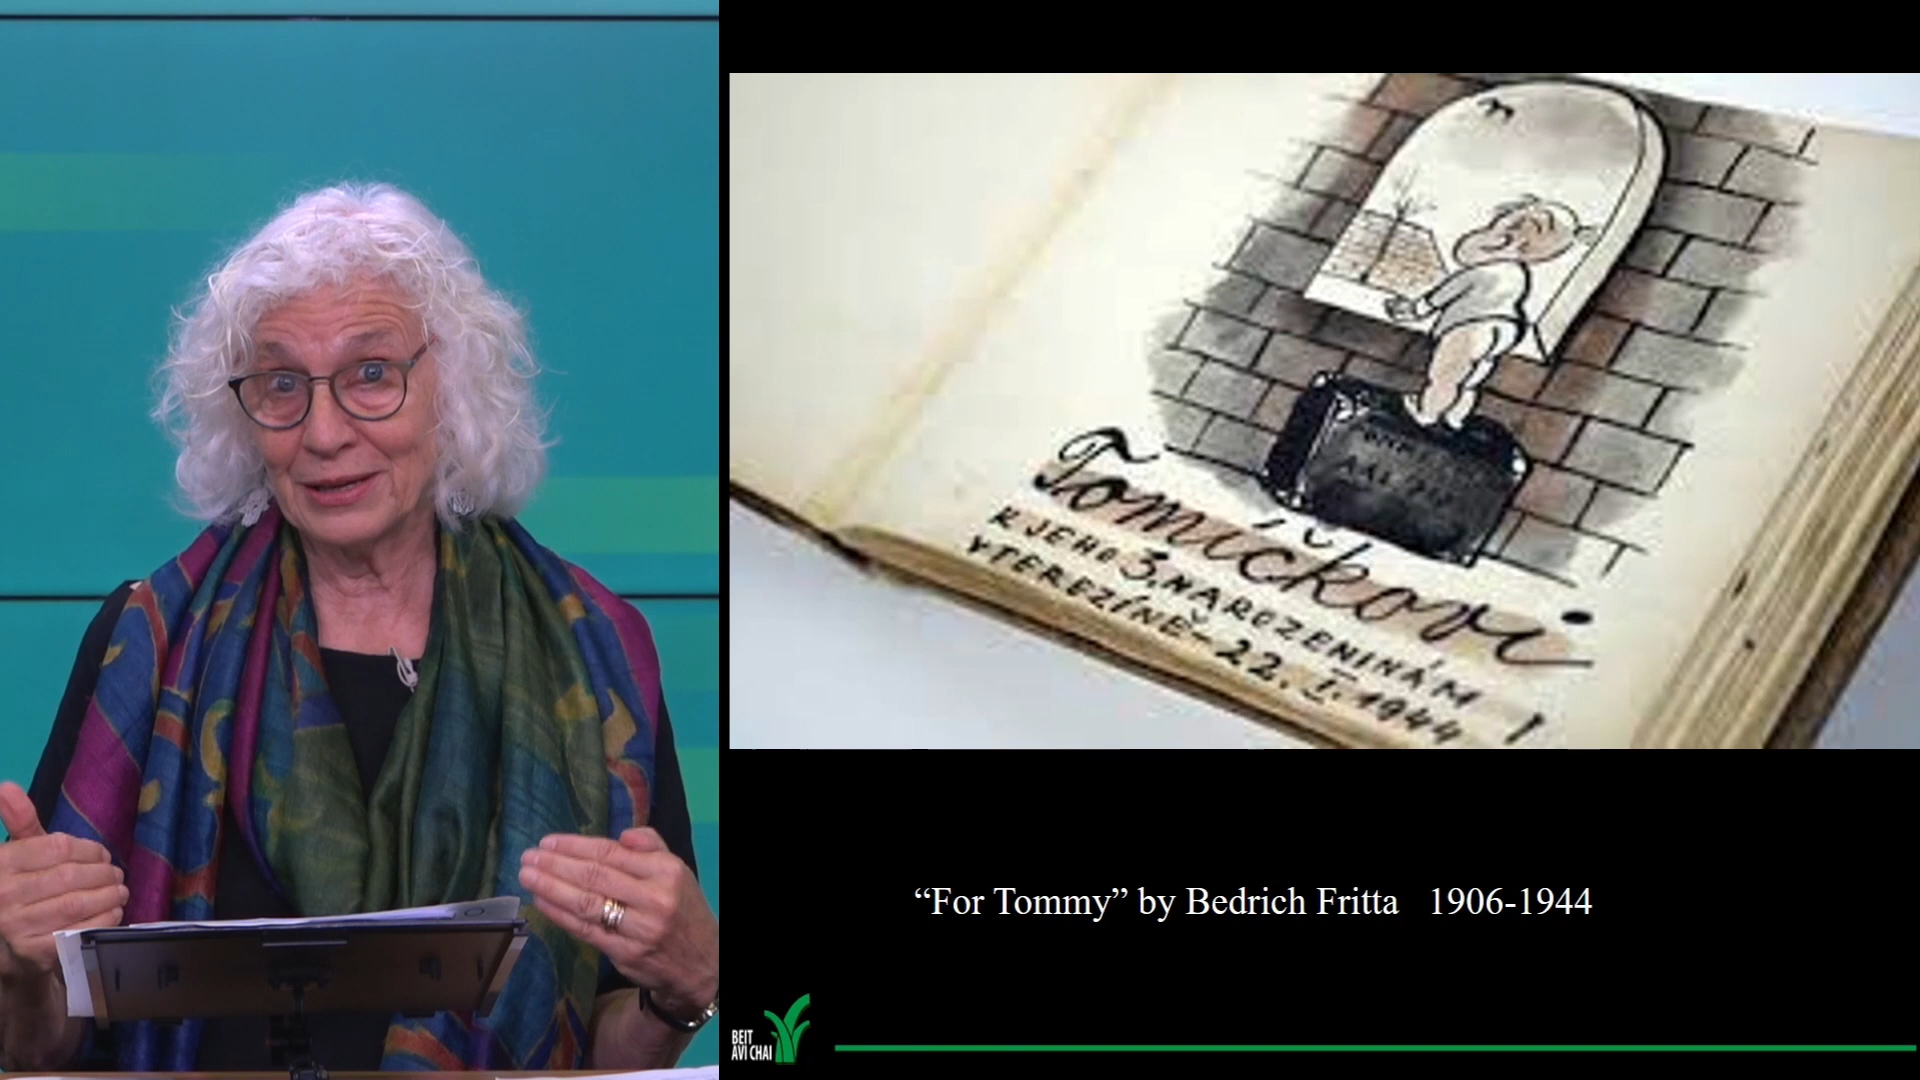 Tomíčkovi
K JEHO 3. NAROZENINÁM
V TEREZÍNĚ - 22. I. 1944 !
“For Tommy” by Bedrich Fritta 1906-1944
BEIT
AVI CHAI